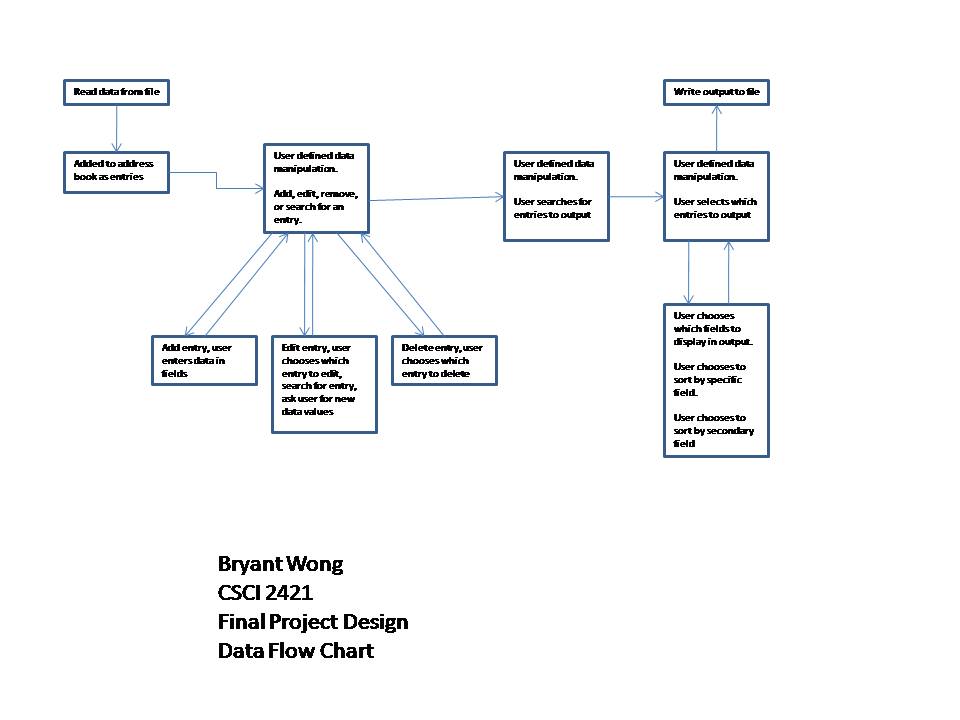 Read data from file
Write output to file
Added to address
book as entries
User defined data
manipulation.
Add, edit, remove,
or search for an
entry.
User defined data
manipulation.
User searches for
entries to output
User defined data
manipulation.
User selects which
entries to output
Add entry, user
enters data in
fields
Edit entry, user
chooses which
entry to edit,
search for entry,
ask user for new
data values
Delete entry, user
chooses which
entry to delete
User chooses
which fields to
display in output.
User chooses to
sort by specific
field.
User chooses to
sort by secondary
field
Bryant Wong
CSCI 2421
Final Project Design
Data Flow Chart